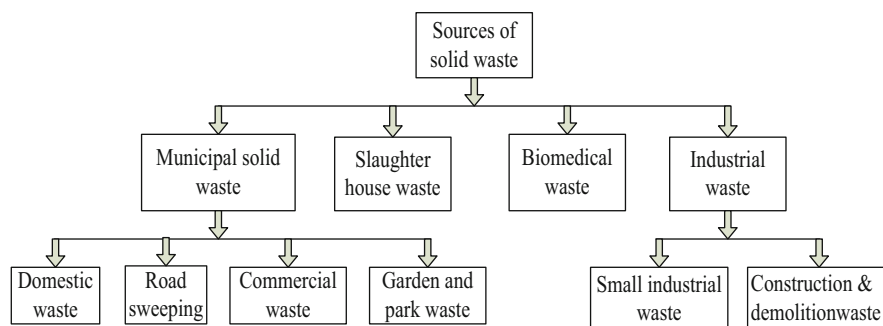 Sources of
solid waste
Municipal solid
waste
Slaughter
house waste
Biomedical
waste
Industrial
waste
Domestic
waste
Road
sweeping
Commercial
waste
Garden and
park waste
Small industrial
waste
Construction &
demolitionwaste